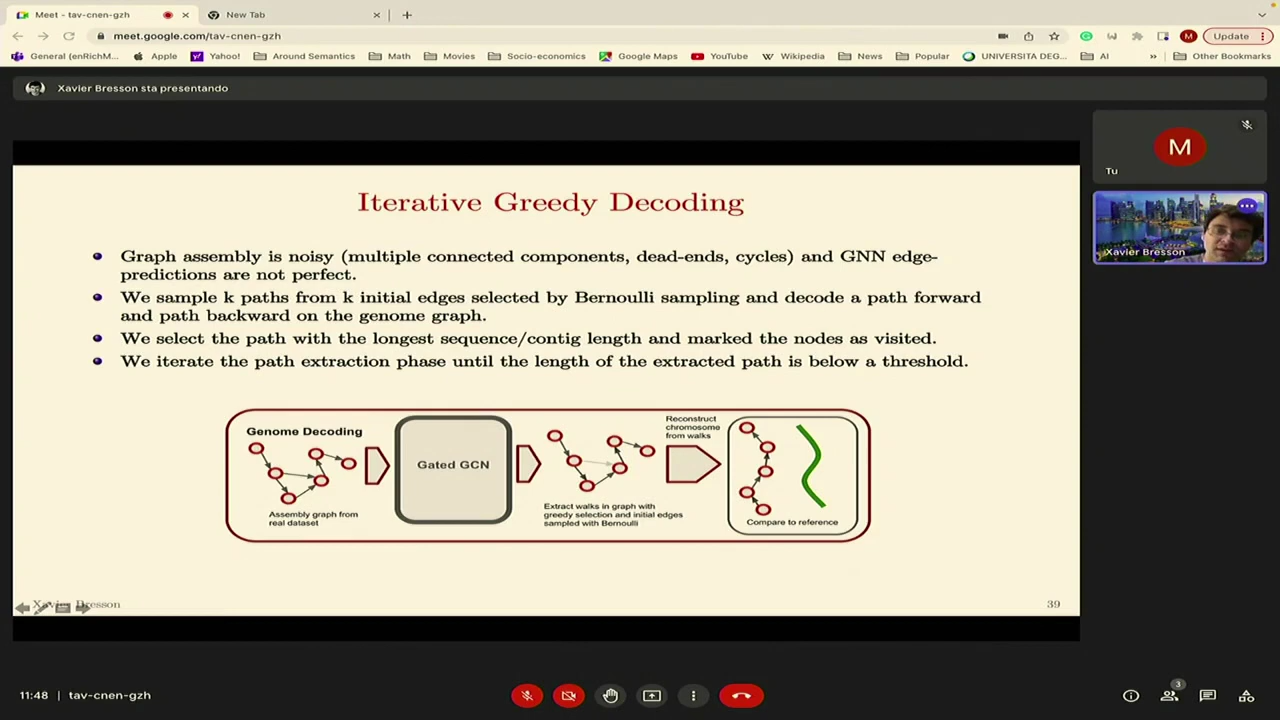 Meet - tav-cnen-gzh
New Tab
meet.google.com/tav-cnen-gzh
M
Update
General (enRichM...
Apple
Yahoo!
Around Semantics
Math
Movies
Socio-economics
Google Maps
YouTube
Wikipedia
News
Popular
UNIVERSITA DEG...
AI
»
Other Bookmarks
Xavier Bresson sta presentando
M
Tu
Xavier Bresson
Iterative Greedy Decoding
Graph assembly is noisy (multiple connected components, dead-ends, cycles) and GNN edge-
predictions are not perfect.
We sample k paths from k initial edges selected by Bernoulli sampling and decode a path forward
and path backward on the genome graph.
We select the path with the longest sequence/contig length and marked the nodes as visited.
We iterate the path extraction phase until the length of the extracted path is below a threshold.
Genome Decoding
Assembly graph from
real dataset
Gated GCN
Extract walks in graph with
greedy selection and initial edges
sampled with Bernoulli
Reconstruct
chromosome
from walks
Compare to reference
Xavier Bresson
39
11:48 | tav-cnen-gzh
3